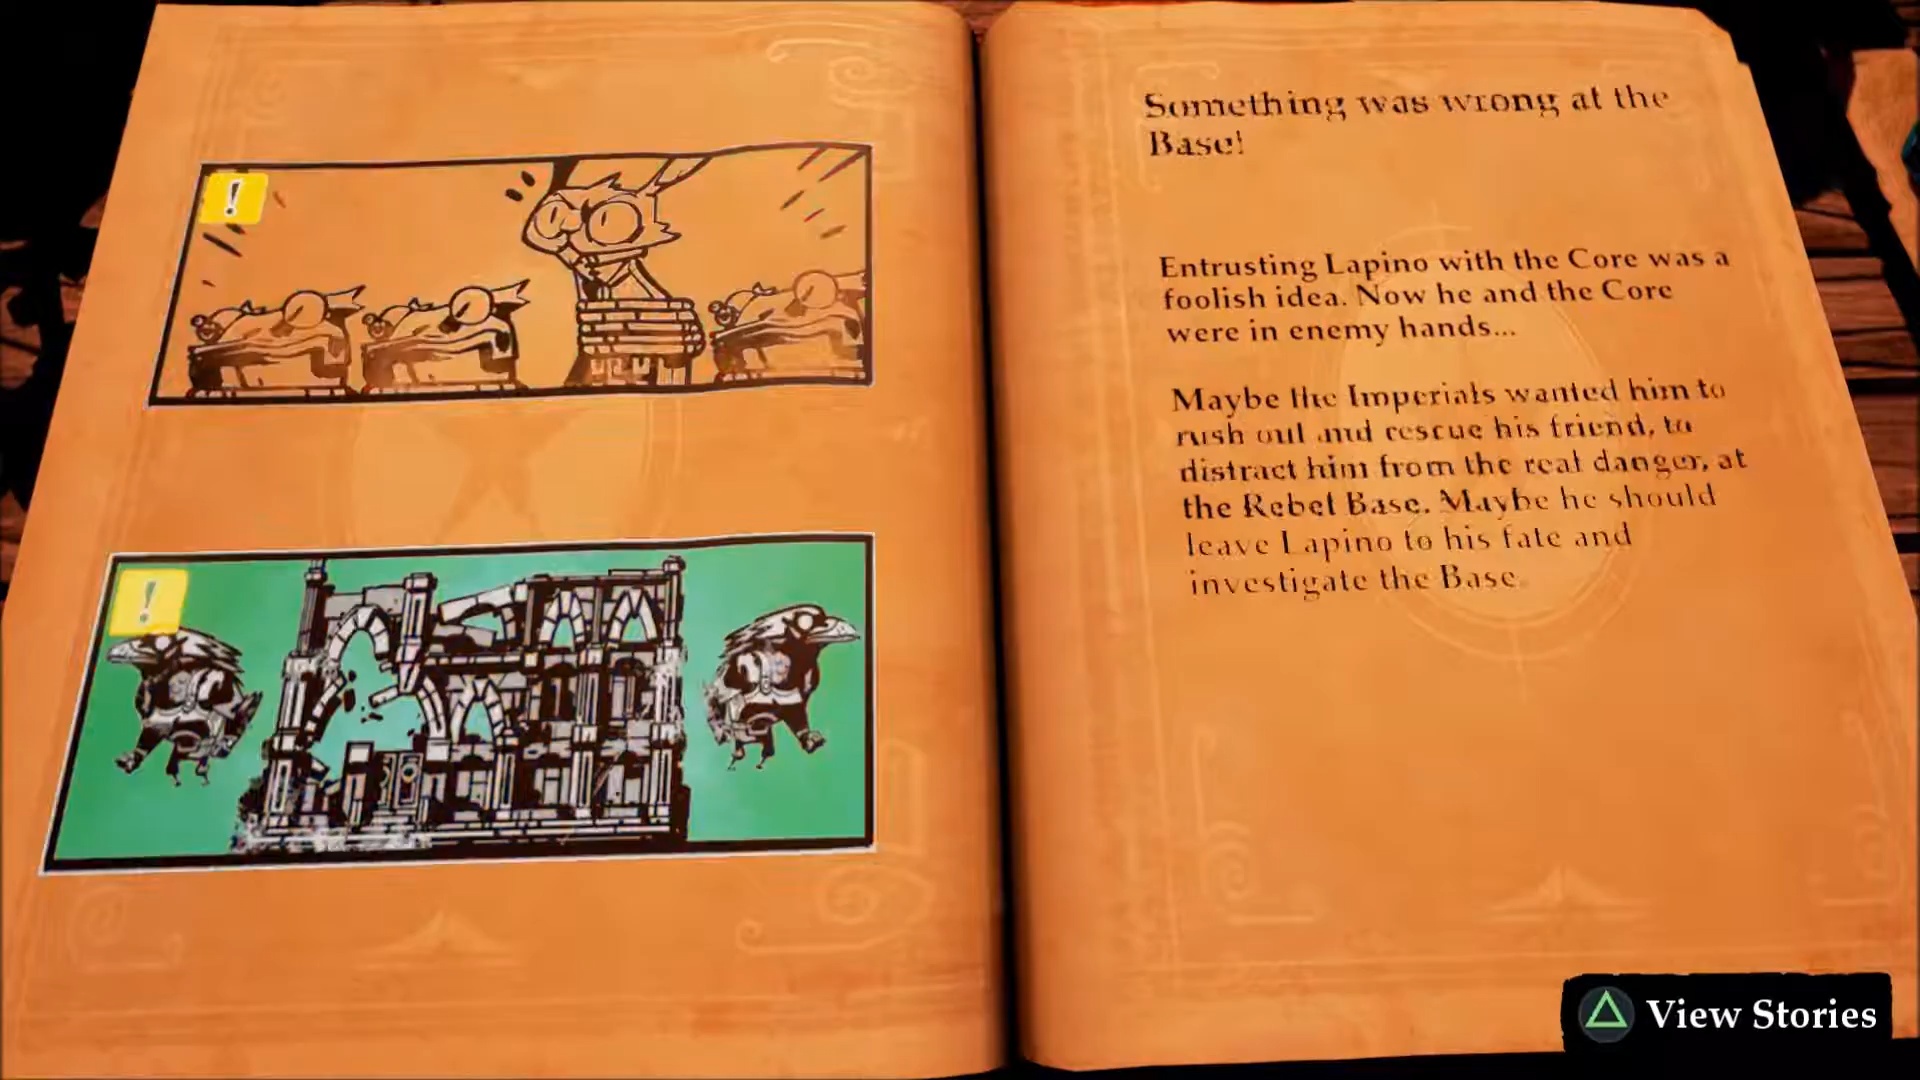 !
!
Something was wrong at the
Base!
Entrusting Lapino with the Core was a
foolish idea. Now he and the Core
were in enemy hands...
Maybe the Imperials wanted him to
rush out and rescue his friend, to
distract him from the real danger, at
the Rebel Base. Maybe he should
leave Lapino to his fate and
investigate the Base.
View Stories